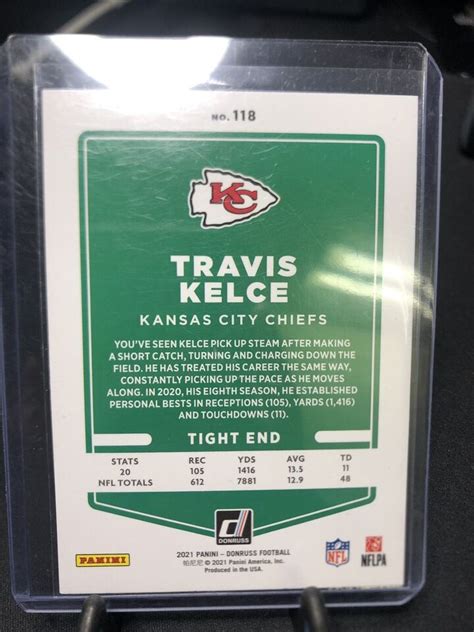 NO. 118
KC
TRAVIS
KELCE
KANSAS CITY CHIEFS
YOU'VE SEEN KELCE PICK UP STEAM AFTER MAKING
A SHORT CATCH, TURNING AND CHARGING DOWN THE
FIELD. HE HAS TREATED HIS CAREER THE SAME WAY,
CONSTANTLY PICKING UP THE PACE AS HE MOVES
ALONG. IN 2020, HIS EIGHTH SEASON, HE ESTABLISHED
PERSONAL BESTS IN RECEPTIONS (105), YARDS (1,416)
AND TOUCHDOWNS (11).
TIGHT END
STATS REC YDS AVG TD
20 105 1416 13.5 11
NFL TOTALS 612 7881 12.9 48
DONRUSS
PANINI
2021 PANINI – DONRUSS FOOTBALL
帕尼尼 © 2021 Panini America, Inc.
Produced in the USA.
NFL
NFLPA